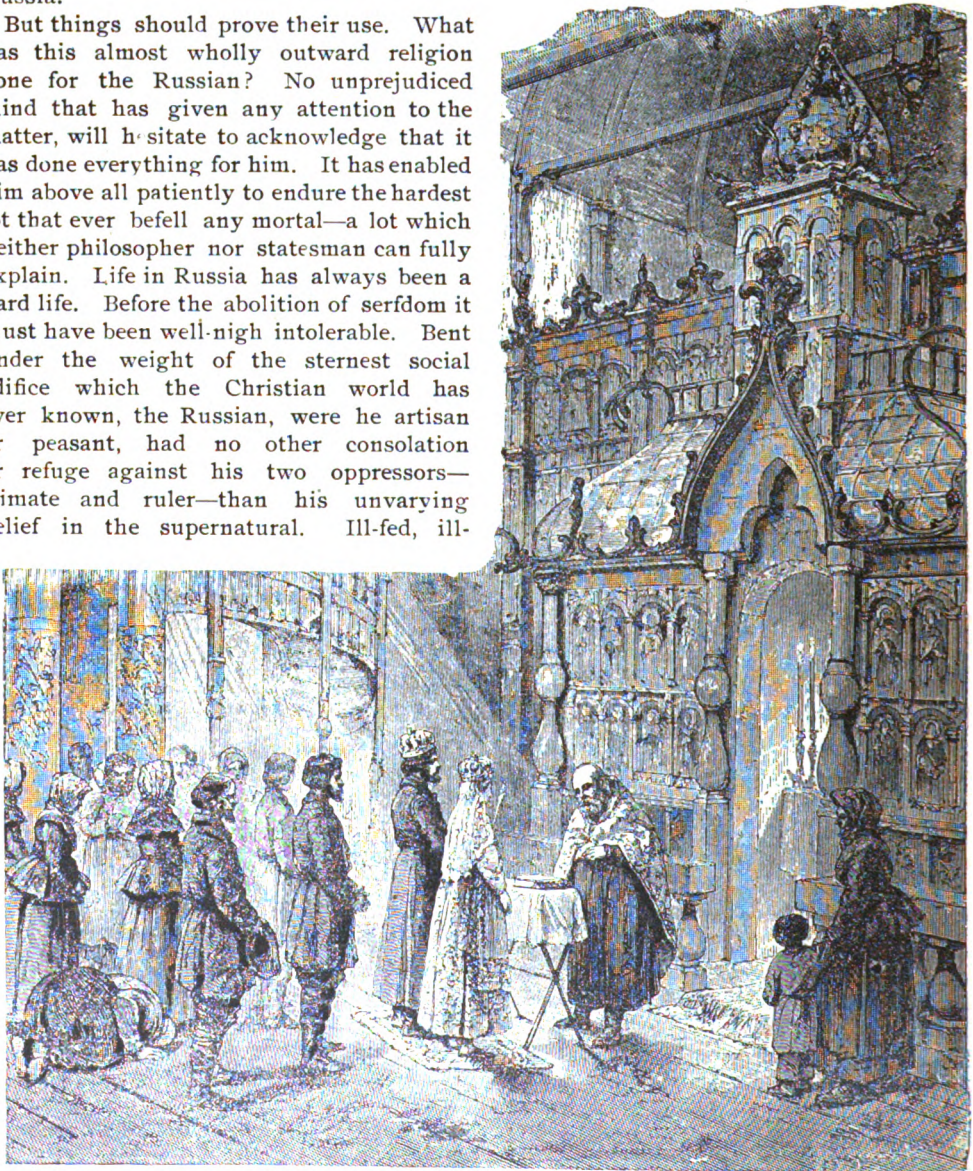 ussia.
But things should prove their use. What
as this almost wholly outward religion
one for the Russian? No unprejudiced
ind that has given any attention to the
atter, will h sitate to acknowledge that it
as done everything for him. It has enabled
im above all patiently to endure the hardest
ot that ever befell any mortal—a lot which
either philosopher nor statesman can fully
xplain. Life in Russia has always been a
ard life. Before the abolition of serfdom it
ust have been well-nigh intolerable. Bent
nder the weight of the sternest social
difice which the Christian world has
ver known, the Russian, were he artisan
r peasant, had no other consolation
r refuge against his two oppressors—
imate and ruler—than his unvarying
elief in the supernatural. Ill-fed, ill-